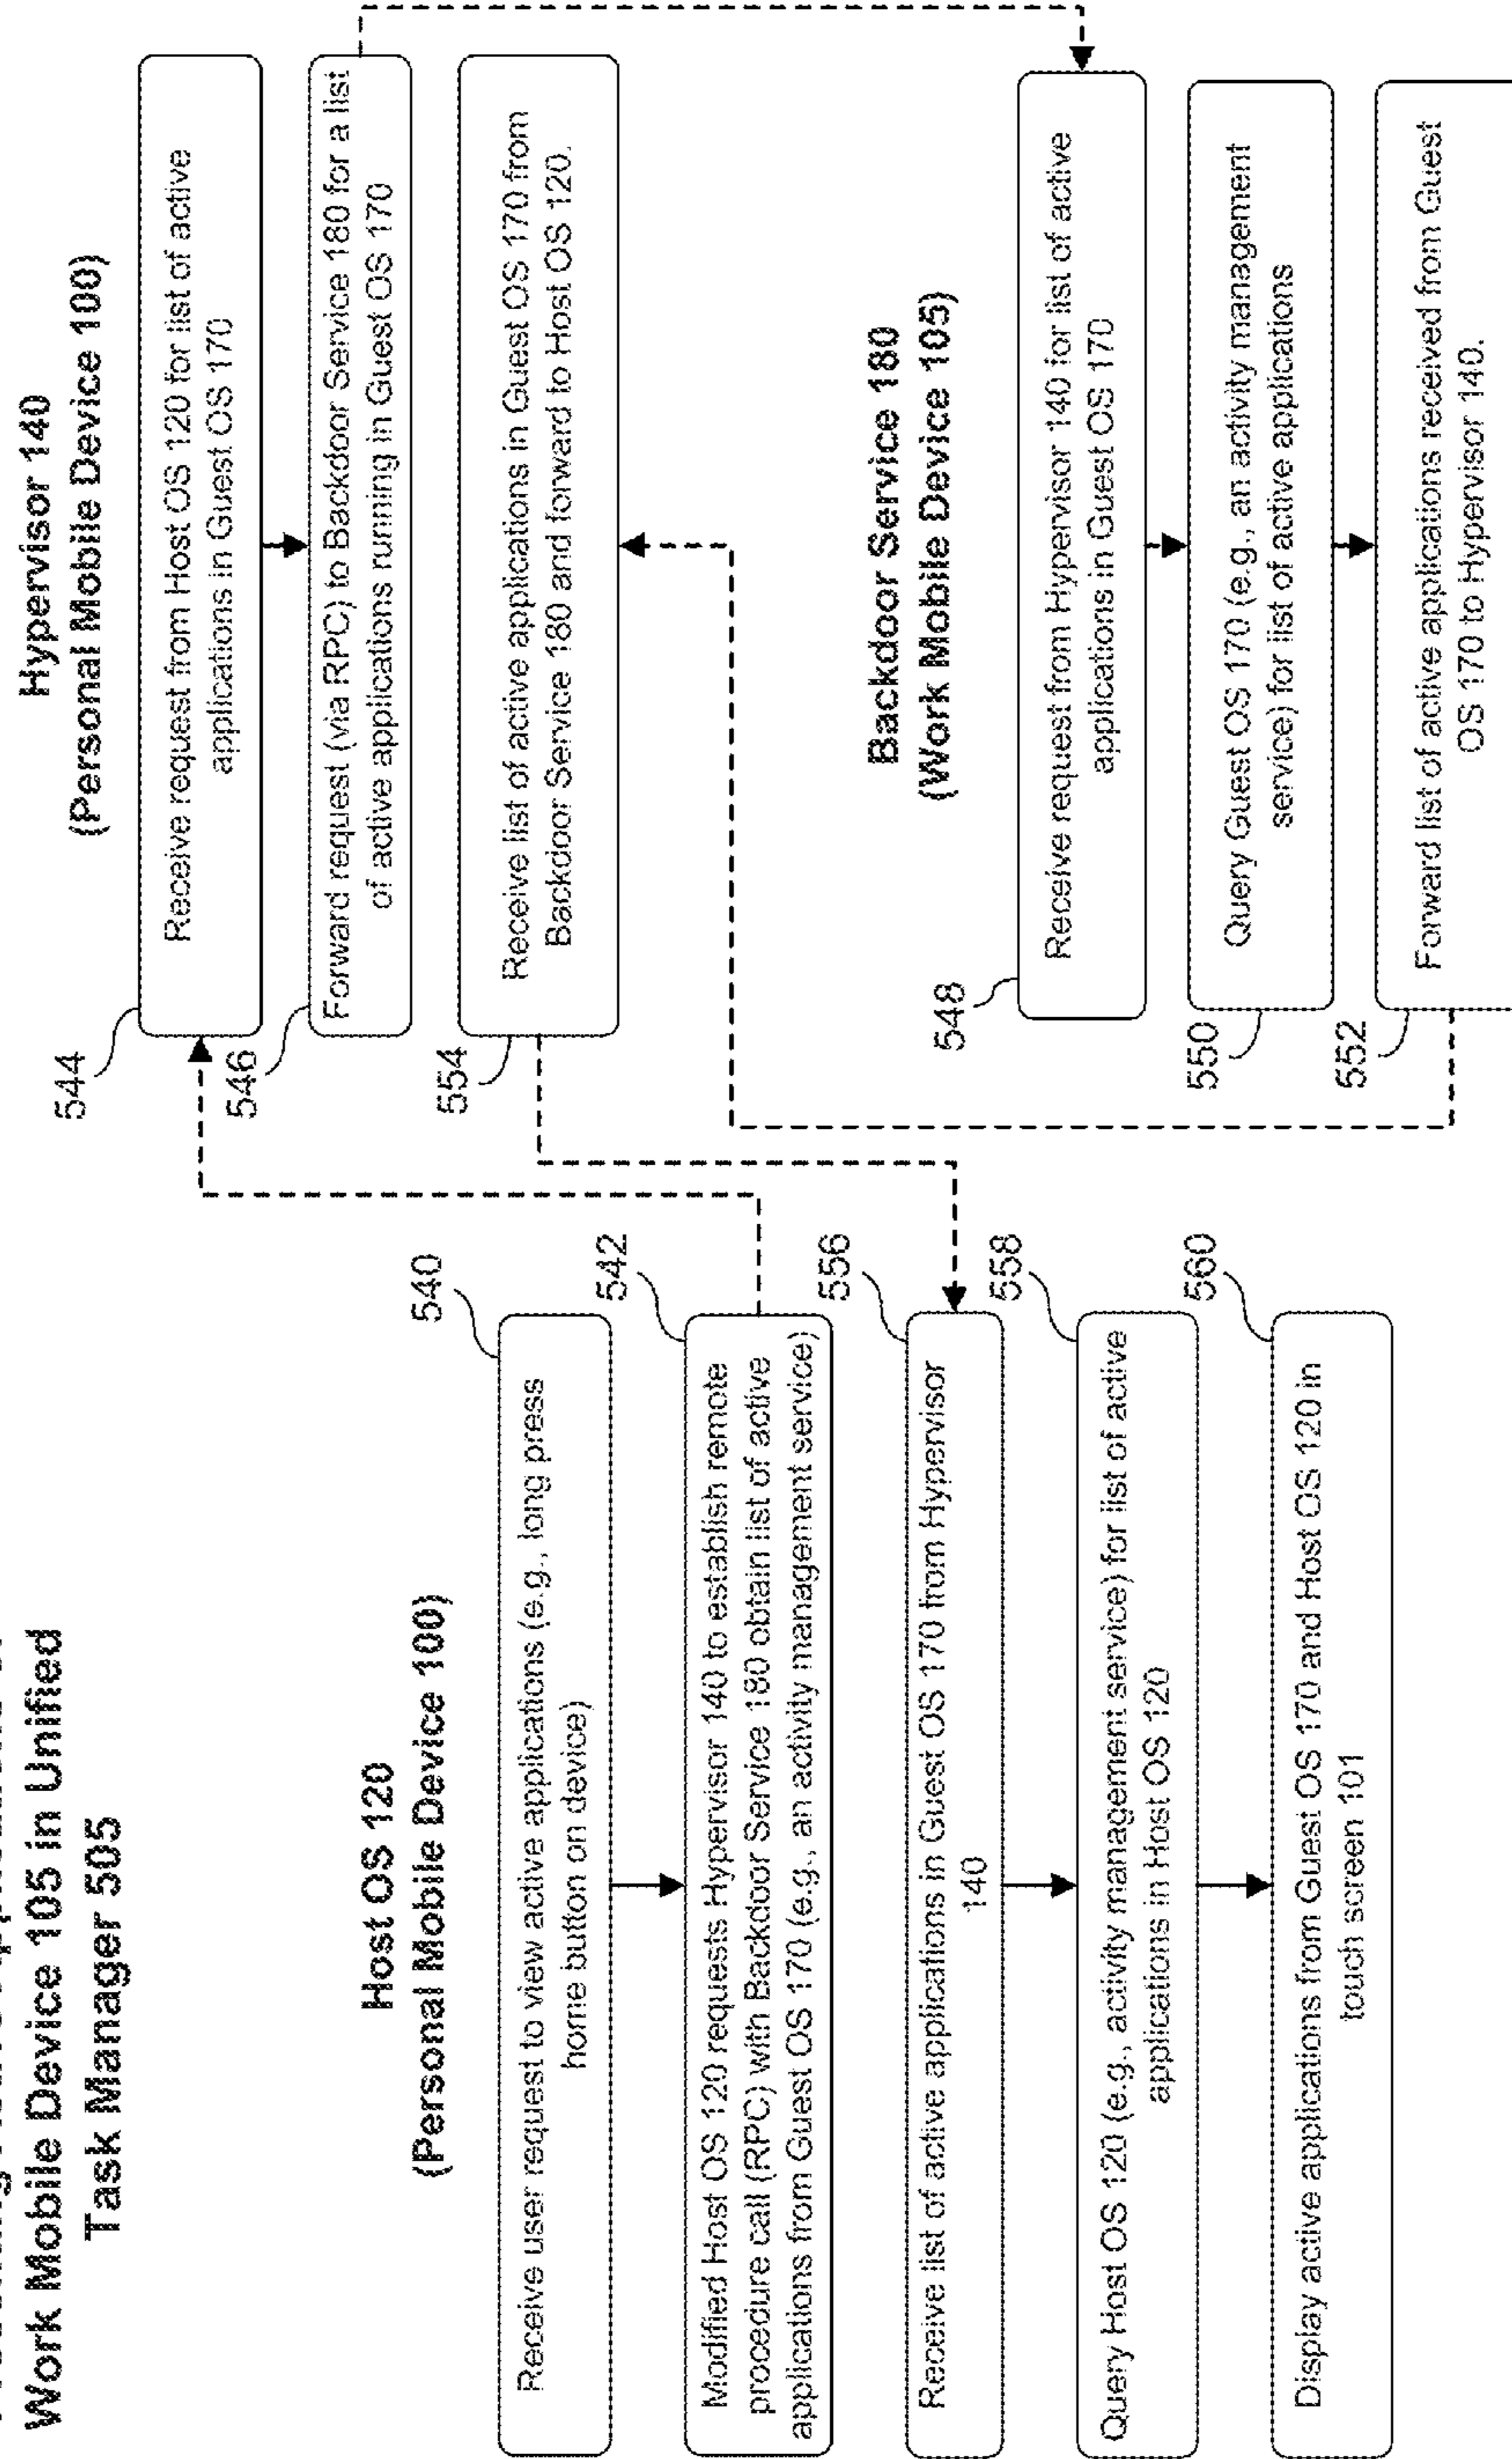 Work Mobile Device 105 in Unified
Task Manager 505
Host OS 120
(Personal Mobile Device 100)
540
Receive user request to view active applications (e.g., long press
home button on device)
542
Modified Host OS 120 requests Hypervisor 140 to establish remote
procedure call (RPC) with Backdoor Service 180 obtain list of active
applications from Guest OS 170 (e.g., an activity management service)
556
Receive list of active applications in Guest OS 170 from Hypervisor
140
558
Query Host OS 120 (e.g., activity management service) for list of active
applications in Host OS 120
560
Display active applications from Guest OS 170 and Host OS 120 in
touch screen 101
Hypervisor 140
(Personal Mobile Device 100)
544
Receive request from Host OS 120 for list of active
applications in Guest OS 170
546
Forward request (via RPC) to Backdoor Service 180 for a list
of active applications running in Guest OS 170
554
Receive list of active applications in Guest OS 170 from
Backdoor Service 180 and forward to Host OS 120.
Backdoor Service 180
(Work Mobile Device 105)
548
Receive request from Hypervisor 140 for list of active
applications in Guest OS 170
550
Query Guest OS 170 (e.g., an activity management
service) for list of active applications
552
Forward list of active applications received from Guest
OS 170 to Hypervisor 140.